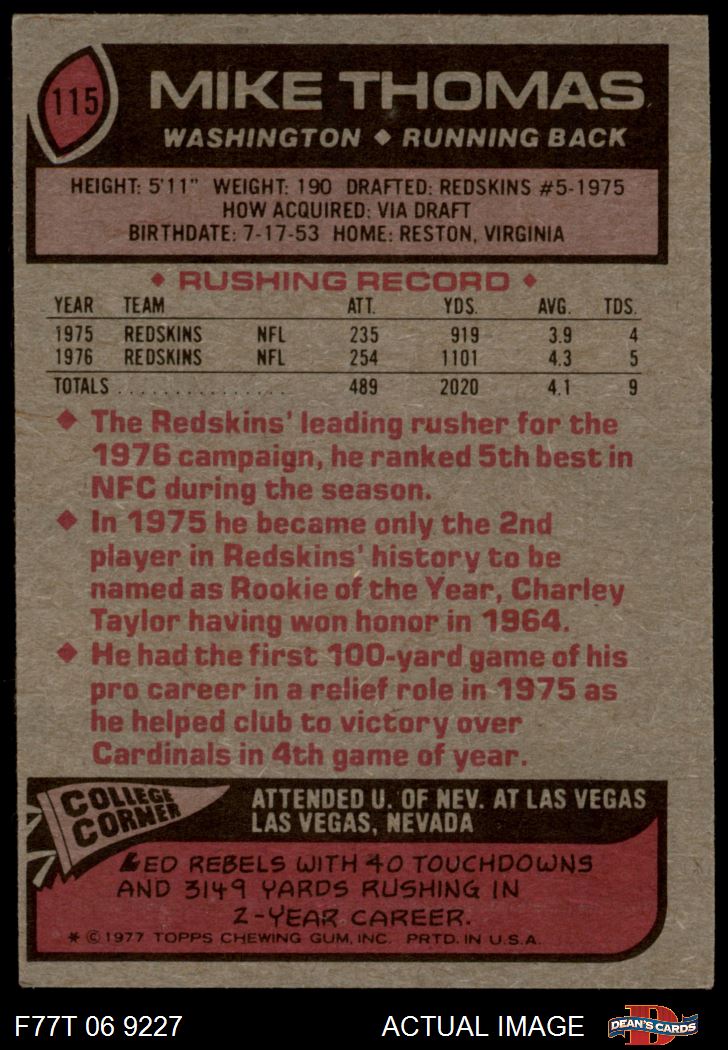 115
MIKE THOMAS
WASHINGTON ◆ RUNNING BACK
HEIGHT: 5'11" WEIGHT: 190 DRAFTED: REDSKINS #5-1975
HOW ACQUIRED: VIA DRAFT
BIRTHDATE: 7-17-53 HOME: RESTON, VIRGINIA
◆ RUSHING RECORD ◆
YEAR TEAM ATT. YDS. AVG. TDS.
1975 REDSKINS NFL 235 919 3.9 4
1976 REDSKINS NFL 254 1101 4.3 5
TOTALS . . . . . . . . . . . . . . . . 489 2020 4.1 9
◆ The Redskins' leading rusher for the
1976 campaign, he ranked 5th best in
NFC during the season.
◆ In 1975 he became only the 2nd
player in Redskins' history to be
named as Rookie of the Year, Charley
Taylor having won honor in 1964.
◆ He had the first 100-yard game of his
pro career in a relief role in 1975 as
he helped club to victory over
Cardinals in 4th game of year.
COLLEGE
CORNER
ATTENDED U. OF NEV. AT LAS VEGAS
LAS VEGAS, NEVADA
LED REBELS WITH 40 TOUCHDOWNS
AND 3149 YARDS RUSHING IN
2-YEAR CAREER.
* © 1977 TOPPS CHEWING GUM, INC. PRTD. IN U.S.A.
F77T 06 9227
ACTUAL IMAGE
D
DEAN'S CARDS